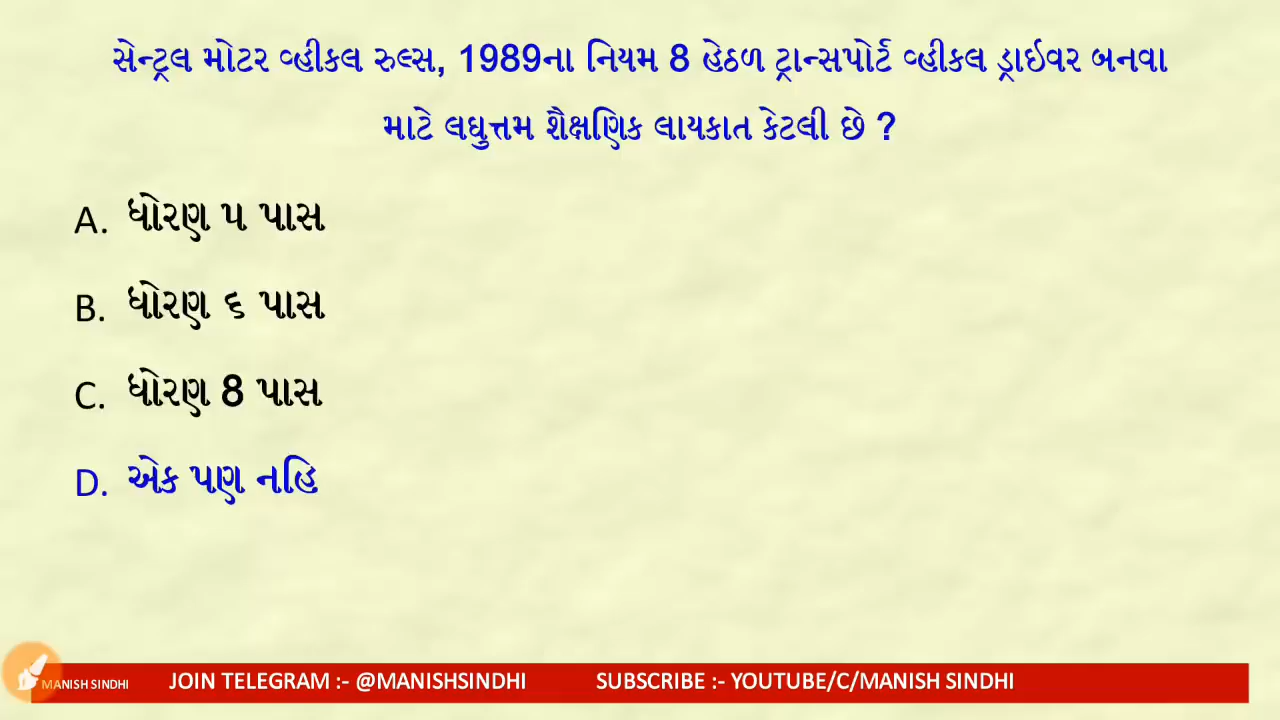 સેન્ટ્રલ મોટર વ્હીકલ રુલ્સ, 1989ના નિયમ 8 હેઠળ ટ્રાન્સપોર્ટ વ્હીકલ ડ્રાઈવર બનવા
માટે લઘુત્તમ શૈક્ષણિક લાયકાત કેટલી છે ?
A. ધોરણ ૫ પાસ
B. ધોરણ ૬ પાસ
C. ધોરણ 8 પાસ
D. એક પણ નહિ
MANISH SINDHI JOIN TELEGRAM :- @MANISHSINDHI SUBSCRIBE :- YOUTUBE/C/MANISH SINDHI